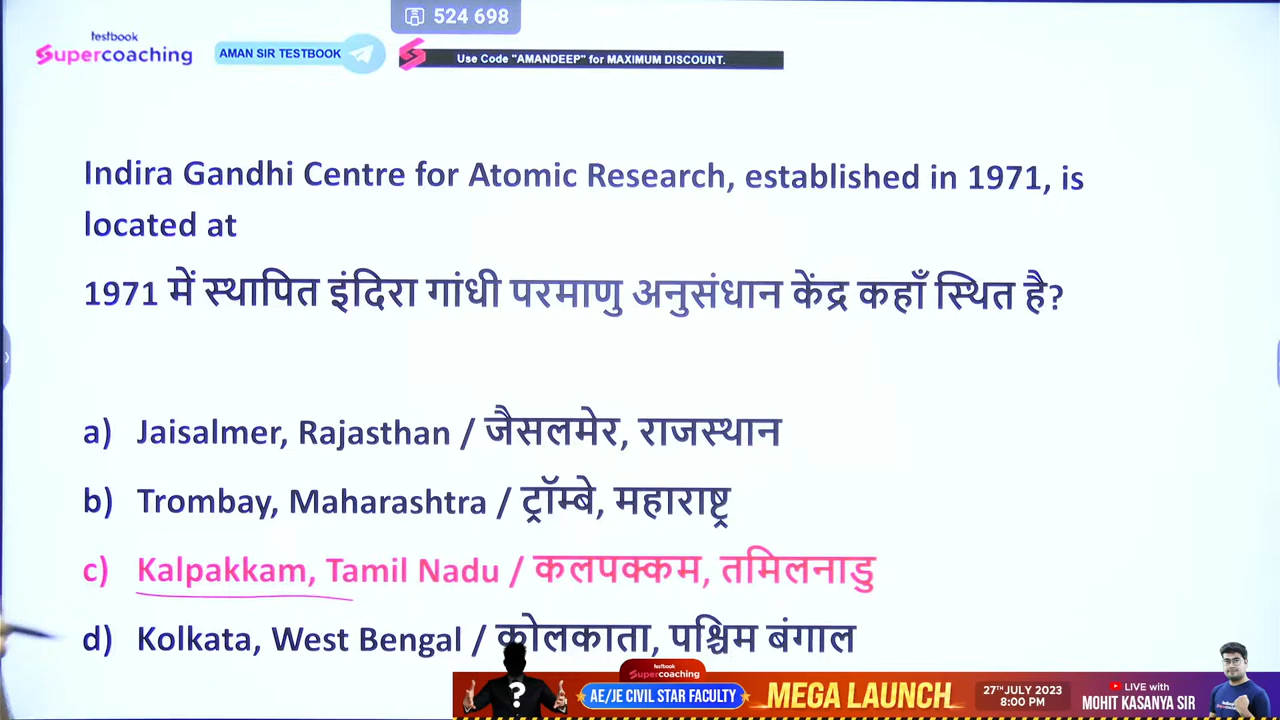 524 698
testbook
Supercoaching
AMAN SIR TESTBOOK
Use Code "AMANDEEP" for MAXIMUM DISCOUNT.
Indira Gandhi Centre for Atomic Research, established in 1971, is
located at
1971 में स्थापित इंदिरा गांधी परमाणु अनुसंधान केंद्र कहाँ स्थित है?
a) Jaisalmer, Rajasthan / जैसलमेर, राजस्थान
b) Trombay, Maharashtra / ट्रॉम्बे, महाराष्ट्र
c) Kalpakkam, Tamil Nadu / कलपक्कम, तमिलनाडु
d) Kolkata, West Bengal / कोलकाता, पश्चिम बंगाल
testbook
Supercoaching
?
AE/JE CIVIL STAR FACULTY
MEGA LAUNCH
27TH JULY 2023
8:00 PM
LIVE with
MOHIT KASANYA SIR